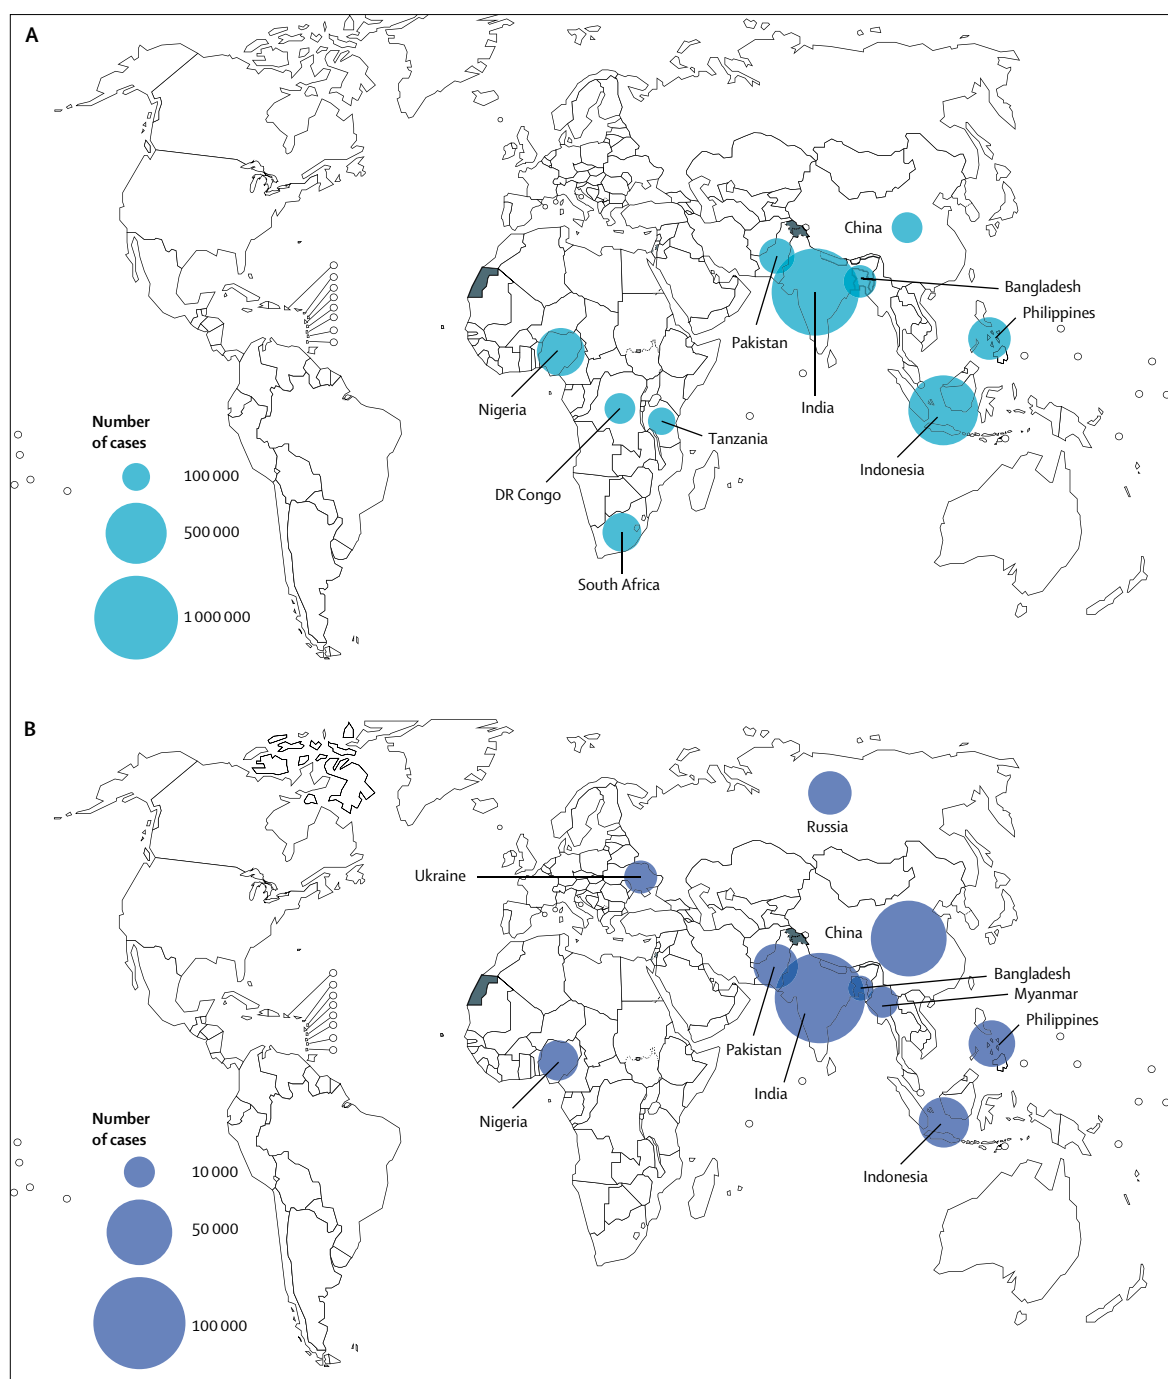 A
China
Bangladesh
Philippines
Pakistan
India
Nigeria
Tanzania
Indonesia
DR Congo
South Africa
Number
of cases
100 000
500 000
1 000 000
B
Russia
Ukraine
China
Bangladesh
Myanmar
Philippines
Pakistan
India
Nigeria
Indonesia
Number
of cases
10 000
50 000
100 000